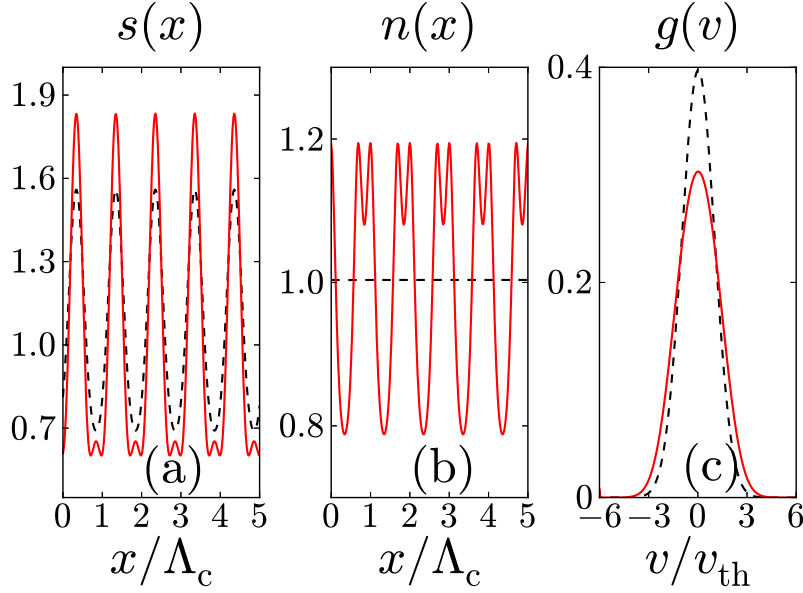 s(x) n(x) g(v)
1.9 1.2 0.4
1.6
1.3 1.0 0.2
1.0
0.7 0.8
(a) (b) (c)
0
0 1 2 3 4 5 0 1 2 3 4 5 −6 −3 0 3 6
x/Λc x/Λc v/vth